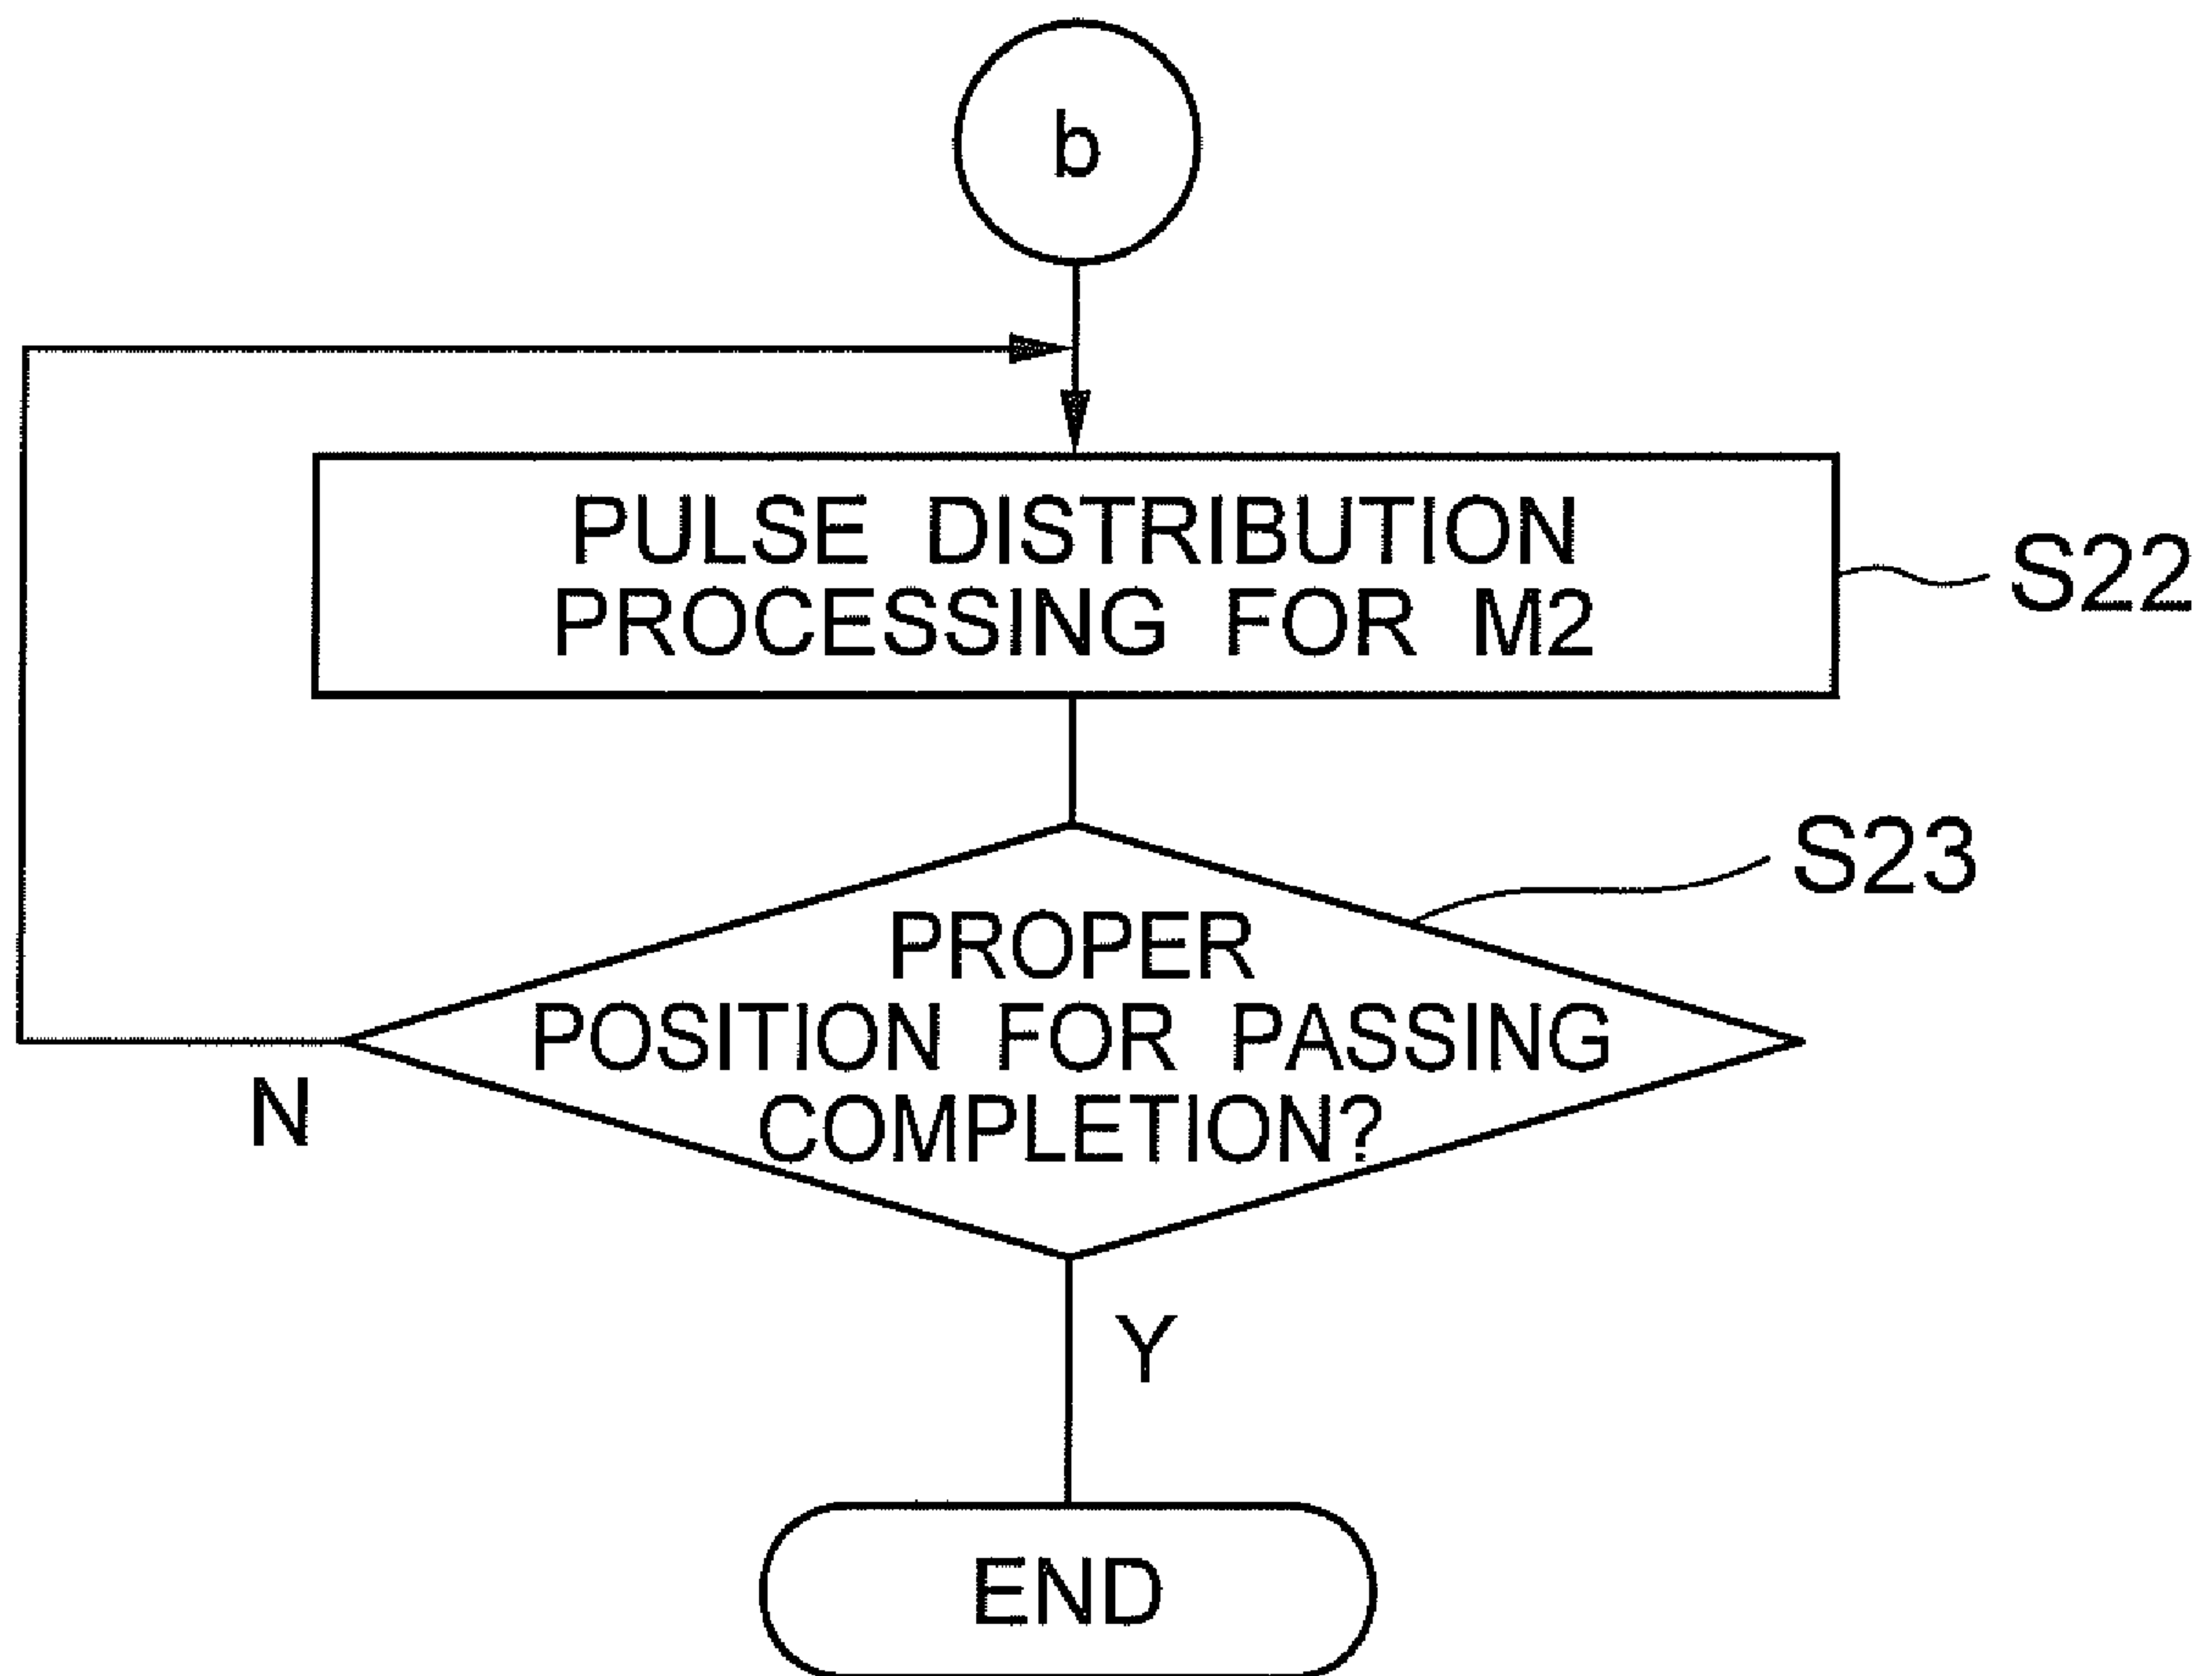 b
PULSE DISTRIBUTION
PROCESSING FOR M2
S22
S23
PROPER
POSITION FOR PASSING
COMPLETION?
N
Y
END